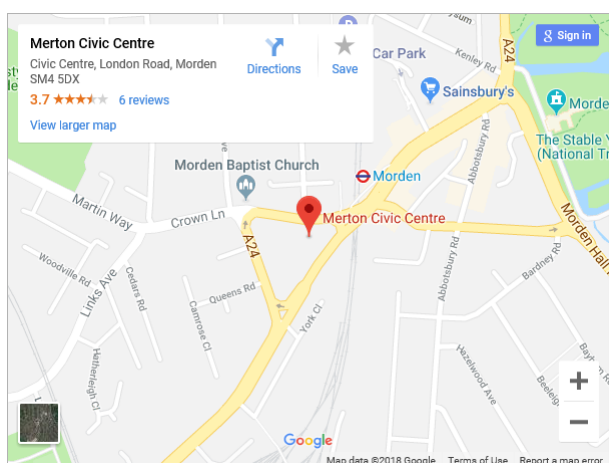 Merton Civic Centre
Civic Centre, London Road, Morden
SM4 5DX
3.7
6 reviews
View larger map
Directions
Save
Sign in
A24
Car Park
Kenley Rd
Sainsbury's
Morde
The Stable Y
(National Tr
Abbotsbury Rd
Morden Baptist Church
Morden
Martin Way
Crown Ln
Merton Civic Centre
A24
Morden Hall
Bardney Rd
Abbotsbury Rd
Woodville Rd
Links Ave
Cedars Rd
Queens Rd
Camrose Cl
York Cl
Hatherleigh Cl
Hazelwood Ave
Beeleigh
Google
Map data ©2018 Google
Terms of Use
Report a map error